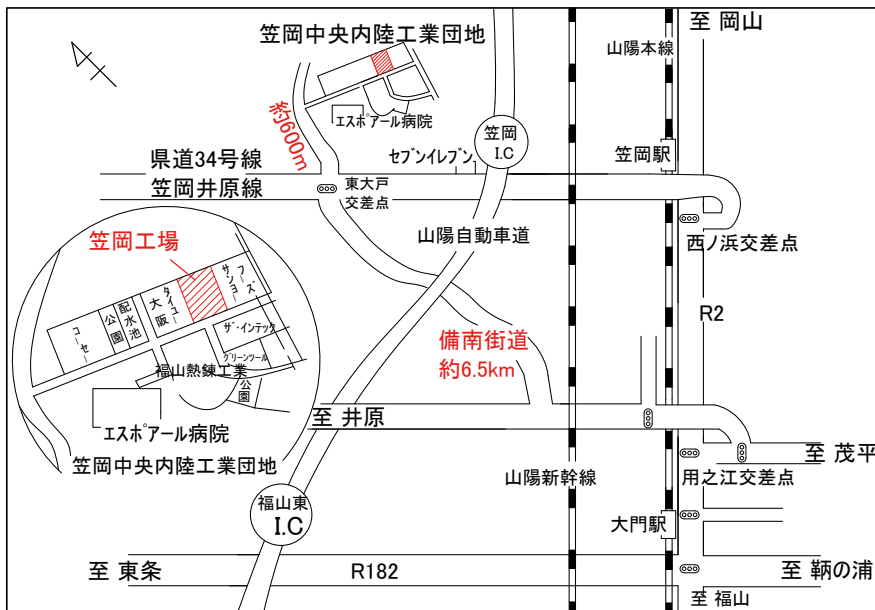 至 岡山
笠岡中央内陸工業団地
山陽本線
エスポアール病院
約600m
笠岡
I.C
セブンイレブン
笠岡駅
県道34号線
笠岡井原線
東大戸
交差点
山陽自動車道
西ノ浜交差点
笠岡工場
R2
コーセー
公園
配水池
大阪
タイユー
サンヨー
フーズ
ザ・インテック
グリーンツール
福山熱錬工業
公園
エスポアール病院
笠岡中央内陸工業団地
備南街道
約6.5km
至 井原
至 茂平
山陽新幹線
用之江交差点
福山東
I.C
大門駅
至 東条
R182
至 鞆の浦
至 福山